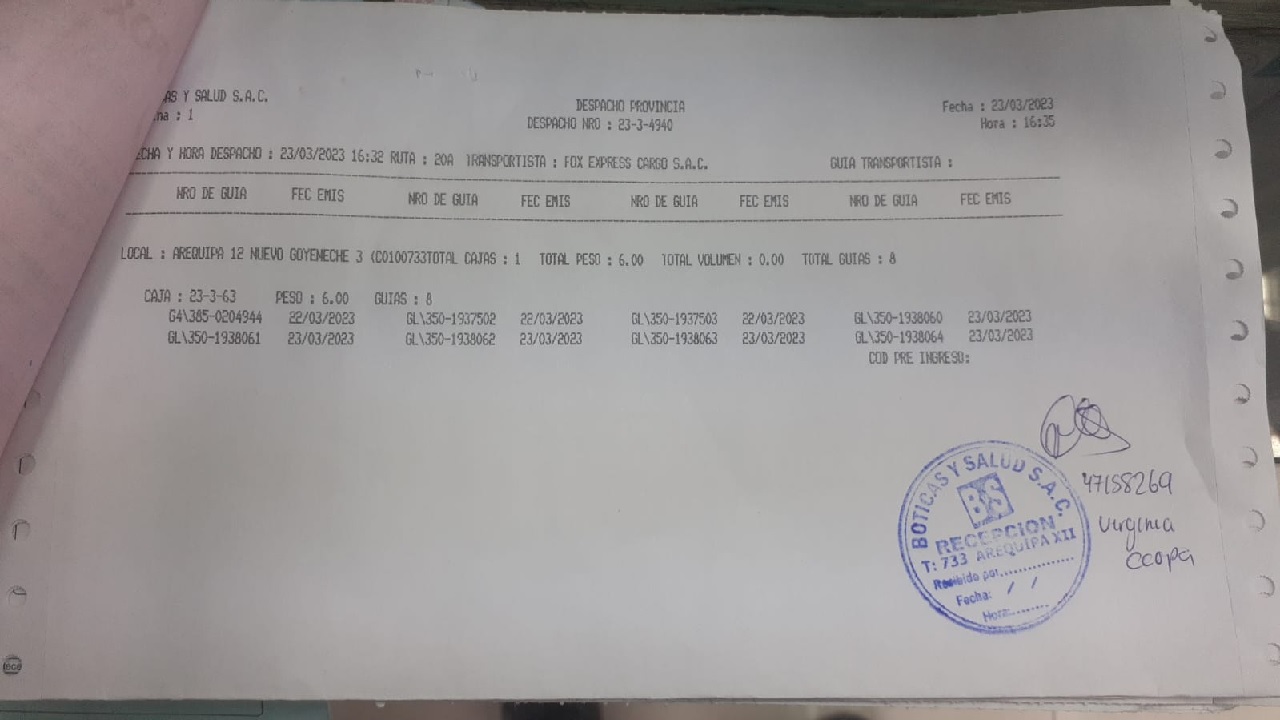 AS Y SALUD S.A.C.
DESPACHO PROVINCIA
Fecha : 23/03/2023
na : 1
DESPACHO NRO : 23-3-4940
Hora : 16:35
ECHA Y HORA DESPACHO : 23/03/2023 16:32 RUTA : 20A TRANSPORTISTA : FOX EXPRESS CARGO S.A.C. GUIA TRANSPORTISTA :
NRO DE GUIA FEC EMIS NRO DE GUIA FEC EMIS NRO DE GUIA FEC EMIS NRO DE GUIA FEC EMIS
LOCAL : AREQUIPA 12 NUEVO GOYENECHE 3 (C0100733TOTAL CAJAS : 1 TOTAL PESO : 6.00 TOTAL VOLUMEN : 0.00 TOTAL GUIAS : 8
CAJA : 23-3-63 PESO : 6.00 GUIAS : 8
G4\385-0204944 22/03/2023 GL\350-1937502 22/03/2023 GL\350-1937503 22/03/2023 GL\350-1938060 23/03/2023
GL\350-1938061 23/03/2023 GL\350-1938062 23/03/2023 GL\350-1938063 23/03/2023 GL\350-1938064 23/03/2023
COD PRE INGRESO:
BOTICAS Y SALUD S.A.C.
BS
RECEPCION
T: 733 AREQUIPA XII
Recibido por..............
Fecha: / /
Hora:........
47158269
Virginia
Ccopa